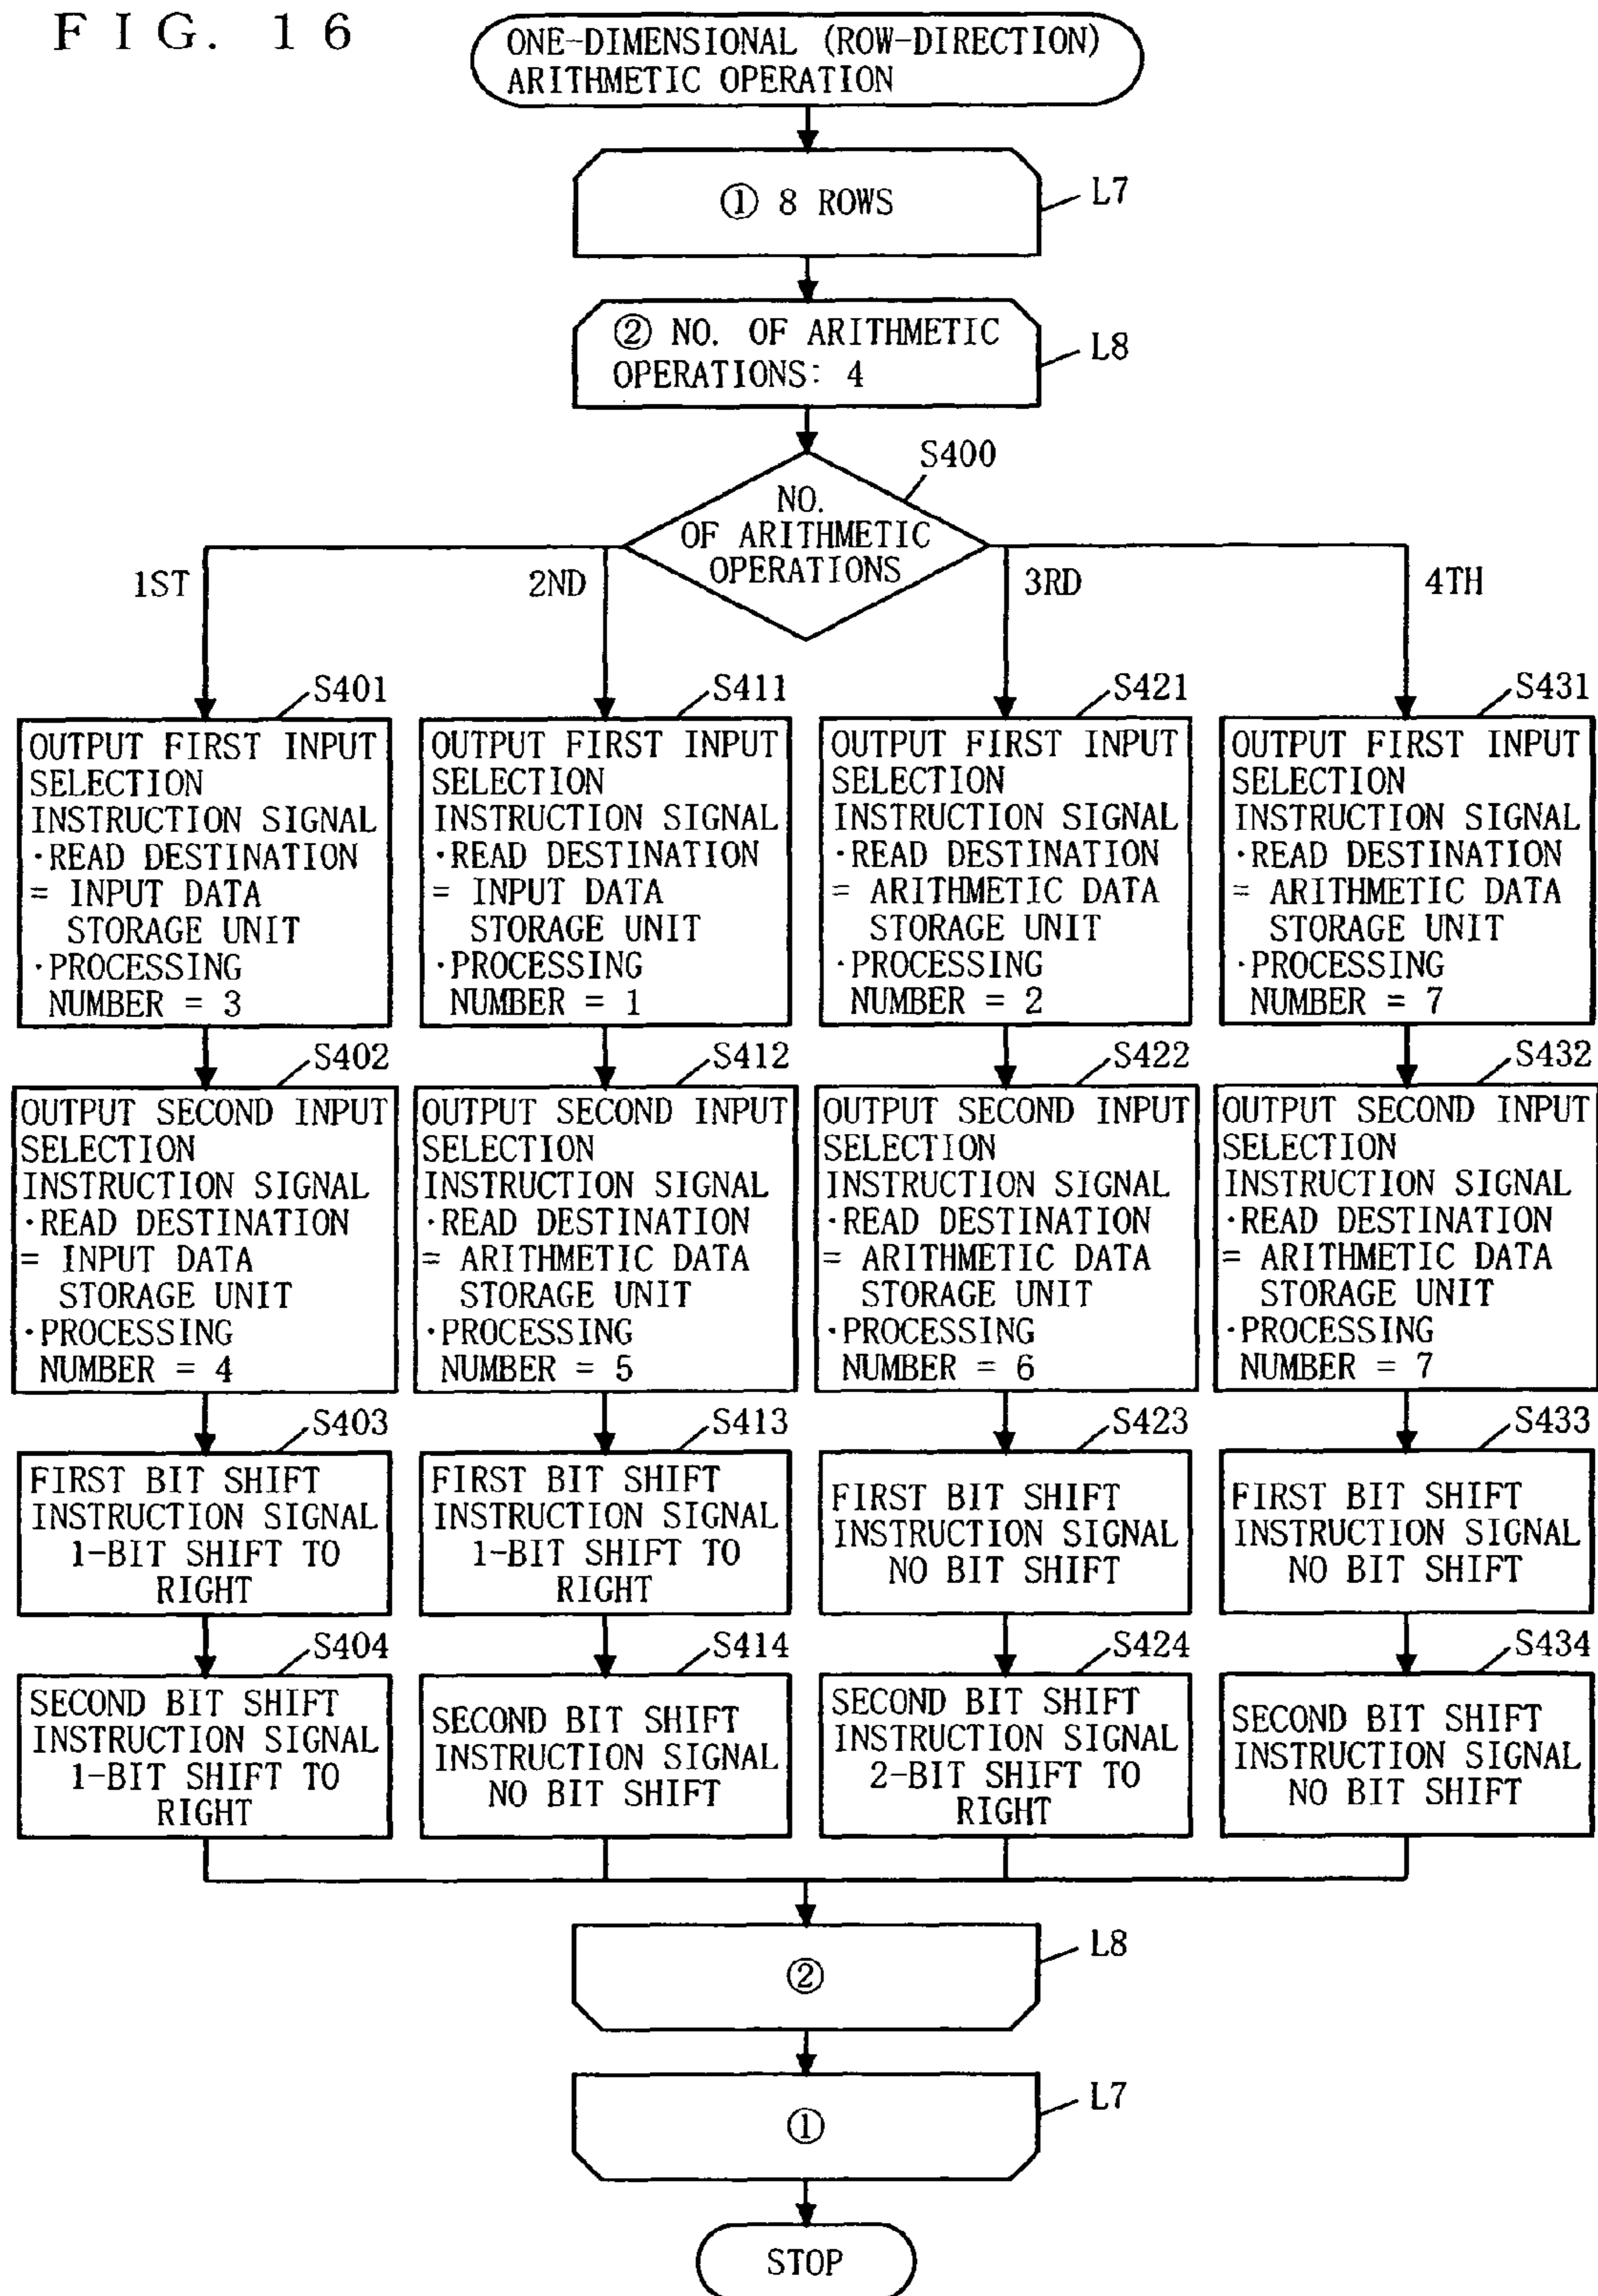 FIG. 16
ONE-DIMENSIONAL (ROW-DIRECTION)
ARITHMETIC OPERATION
① 8 ROWS
L7
② NO. OF ARITHMETIC
OPERATIONS: 4
L8
S400
NO.
OF ARITHMETIC
OPERATIONS
1ST
2ND
3RD
4TH
S401
OUTPUT FIRST INPUT
SELECTION
INSTRUCTION SIGNAL
·READ DESTINATION
= INPUT DATA
STORAGE UNIT
·PROCESSING
NUMBER = 3
S411
OUTPUT FIRST INPUT
SELECTION
INSTRUCTION SIGNAL
·READ DESTINATION
= INPUT DATA
STORAGE UNIT
·PROCESSING
NUMBER = 1
S421
OUTPUT FIRST INPUT
SELECTION
INSTRUCTION SIGNAL
·READ DESTINATION
= ARITHMETIC DATA
STORAGE UNIT
·PROCESSING
NUMBER = 2
S431
OUTPUT FIRST INPUT
SELECTION
INSTRUCTION SIGNAL
·READ DESTINATION
= ARITHMETIC DATA
STORAGE UNIT
·PROCESSING
NUMBER = 7
S402
OUTPUT SECOND INPUT
SELECTION
INSTRUCTION SIGNAL
·READ DESTINATION
= INPUT DATA
STORAGE UNIT
·PROCESSING
NUMBER = 4
S412
OUTPUT SECOND INPUT
SELECTION
INSTRUCTION SIGNAL
·READ DESTINATION
= ARITHMETIC DATA
STORAGE UNIT
·PROCESSING
NUMBER = 5
S422
OUTPUT SECOND INPUT
SELECTION
INSTRUCTION SIGNAL
·READ DESTINATION
= ARITHMETIC DATA
STORAGE UNIT
·PROCESSING
NUMBER = 6
S432
OUTPUT SECOND INPUT
SELECTION
INSTRUCTION SIGNAL
·READ DESTINATION
= ARITHMETIC DATA
STORAGE UNIT
·PROCESSING
NUMBER = 7
S403
FIRST BIT SHIFT
INSTRUCTION SIGNAL
1-BIT SHIFT TO
RIGHT
S413
FIRST BIT SHIFT
INSTRUCTION SIGNAL
1-BIT SHIFT TO
RIGHT
S423
FIRST BIT SHIFT
INSTRUCTION SIGNAL
NO BIT SHIFT
S433
FIRST BIT SHIFT
INSTRUCTION SIGNAL
NO BIT SHIFT
S404
SECOND BIT SHIFT
INSTRUCTION SIGNAL
1-BIT SHIFT TO
RIGHT
S414
SECOND BIT SHIFT
INSTRUCTION SIGNAL
NO BIT SHIFT
S424
SECOND BIT SHIFT
INSTRUCTION SIGNAL
2-BIT SHIFT TO
RIGHT
S434
SECOND BIT SHIFT
INSTRUCTION SIGNAL
NO BIT SHIFT
②
L8
①
L7
STOP